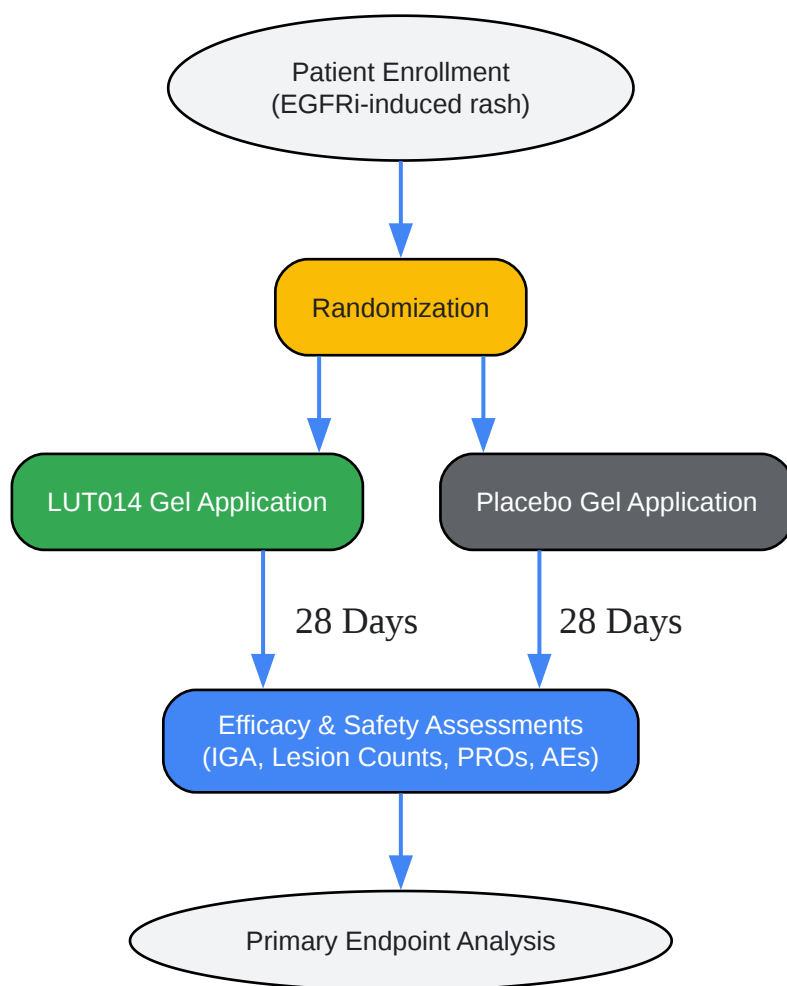 Patient Enrollment
(EGFRi-induced rash)
Randomization
LUT014 Gel Application
Placebo Gel Application
28 Days
28 Days
Efficacy & Safety Assessments
(IGA, Lesion Counts, PROs, AEs)
Primary Endpoint Analysis